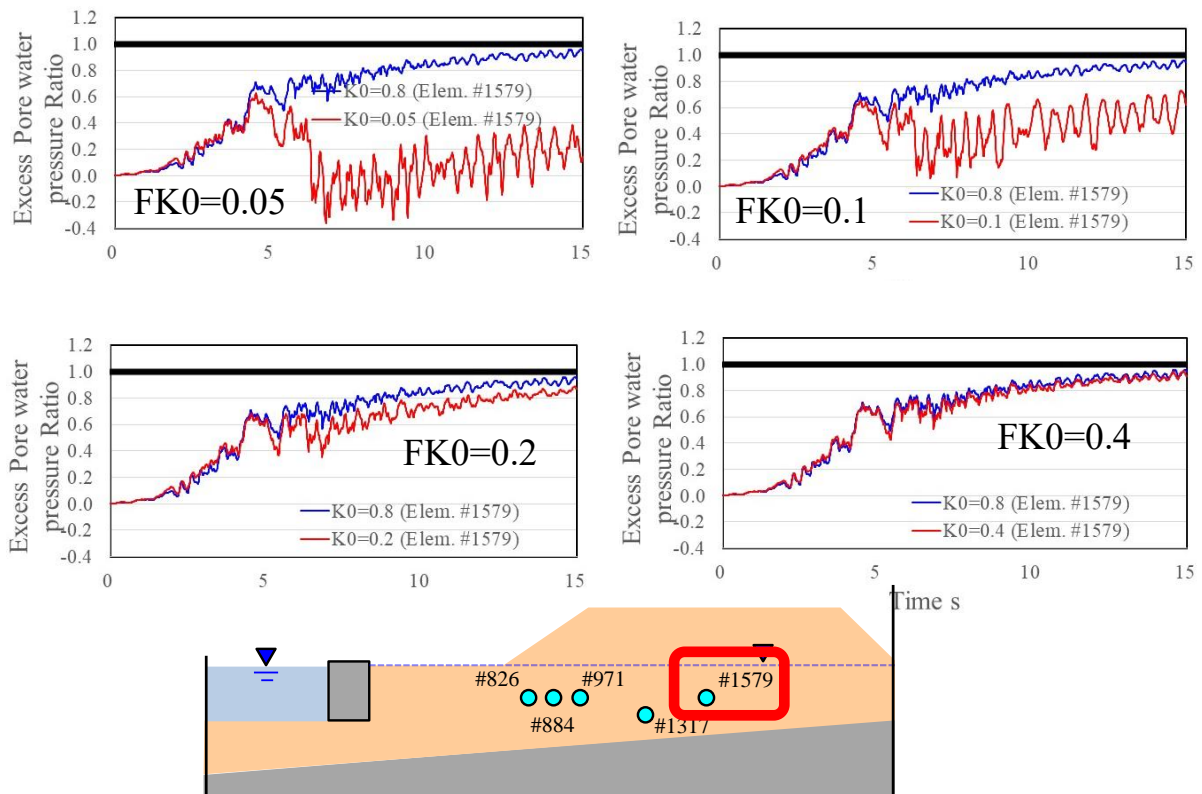 Excess Pore water
pressure Ratio
1.2
1.0
0.8
0.6
0.4
0.2
0.0
-0.2
-0.4
K0=0.8 (Elem. #1579)
K0=0.05 (Elem. #1579)
FK0=0.05
0
5
10
15
Excess Pore water
pressure Ratio
1.2
1.0
0.8
0.6
0.4
0.2
0.0
-0.2
-0.4
FK0=0.1
K0=0.8 (Elem. #1579)
K0=0.1 (Elem. #1579)
0
5
10
15
Excess Pore water
pressure Ratio
1.2
1.0
0.8
0.6
0.4
0.2
0.0
-0.2
-0.4
FK0=0.2
K0=0.8 (Elem. #1579)
K0=0.2 (Elem. #1579)
0
5
10
15
Excess Pore water
pressure Ratio
1.2
1.0
0.8
0.6
0.4
0.2
0.0
-0.2
-0.4
FK0=0.4
K0=0.8 (Elem. #1579)
K0=0.4 (Elem. #1579)
0
5
10
15
Time s
#826
#971
#1579
#884
#1317